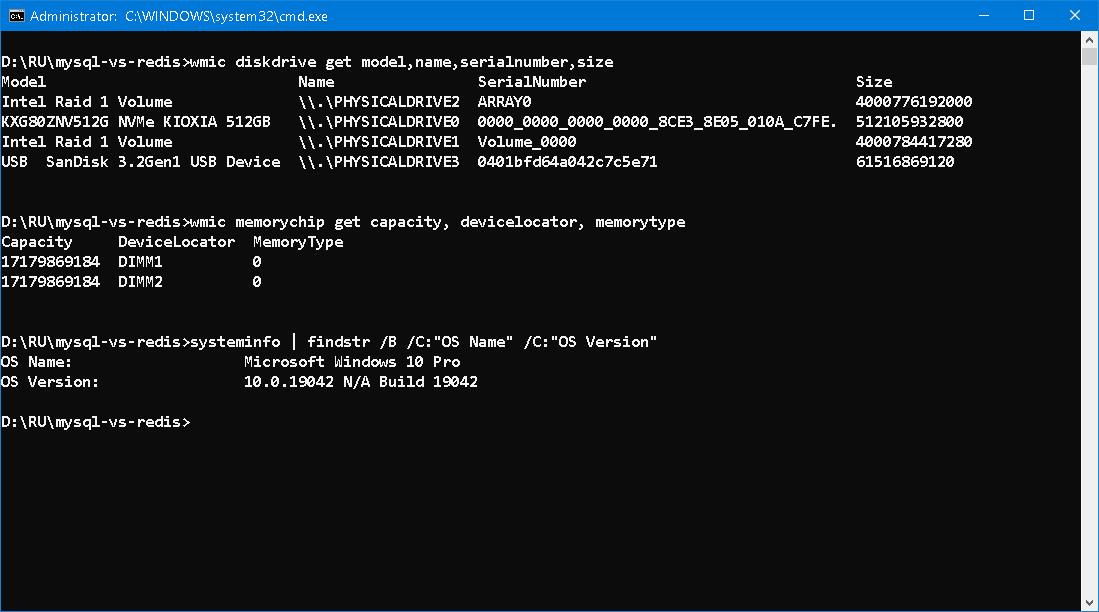 Administrator: C:\WINDOWS\system32\cmd.exe
D:\RU\mysql-vs-redis>wmic diskdrive get model,name,serialnumber,size
Model Name SerialNumber Size
Intel Raid 1 Volume \\.\PHYSICALDRIVE2 ARRAY0 4000776192000
KXG80ZNV512G NVMe KIOXIA 512GB \\.\PHYSICALDRIVE0 0000_0000_0000_0000_8CE3_8E05_010A_C7FE. 512105932800
Intel Raid 1 Volume \\.\PHYSICALDRIVE1 Volume_0000 4000784417280
USB  SanDisk 3.2Gen1 USB Device \\.\PHYSICALDRIVE3 0401bfd64a042c7c5e71 61516869120
D:\RU\mysql-vs-redis>wmic memorychip get capacity, devicelocator, memorytype
Capacity DeviceLocator MemoryType
17179869184 DIMM1 0
17179869184 DIMM2 0
D:\RU\mysql-vs-redis>systeminfo | findstr /B /C:"OS Name" /C:"OS Version"
OS Name: Microsoft Windows 10 Pro
OS Version: 10.0.19042 N/A Build 19042
D:\RU\mysql-vs-redis>